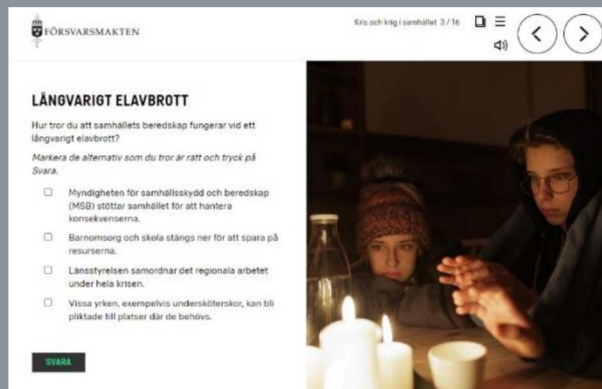 FÖRSVARSMAKTEN
Kris och krig i samhället 3 / 16
LÅNGVARIGT ELAVBROTT
Hur tror du att samhällets beredskap fungerar vid ett
långvarigt elavbrott?
Markera de alternativ som du tror är rätt och tryck på
Svara.
Myndigheten för samhällsskydd och beredskap
(MSB) stöttar samhället för att hantera
konsekvenserna.
Barnomsorg och skola stängs ner för att spara på
resurserna.
Länsstyrelsen samordnar det regionala arbetet
under hela krisen.
Vissa yrken, exempelvis undersköterskor, kan bli
pliktade till platser där de behövs.
SVARA